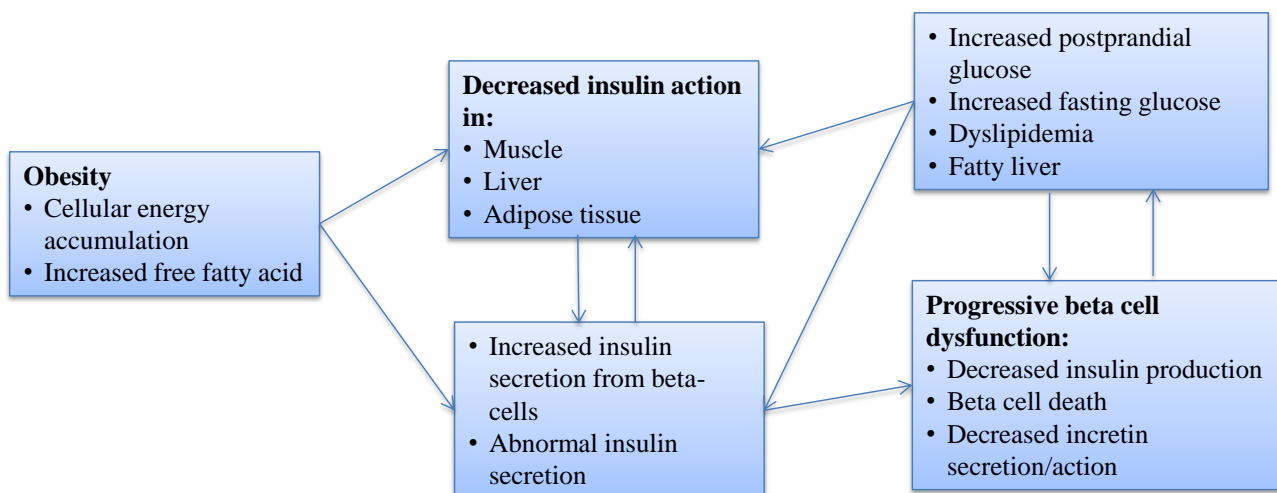 Obesity
• Cellular energy
accumulation
• Increased free fatty acid
Decreased insulin action
in:
• Muscle
• Liver
• Adipose tissue
• Increased insulin
secretion from beta-
cells
• Abnormal insulin
secretion
• Increased postprandial
glucose
• Increased fasting glucose
• Dyslipidemia
• Fatty liver
Progressive beta cell
dysfunction:
• Decreased insulin production
• Beta cell death
• Decreased incretin
secretion/action